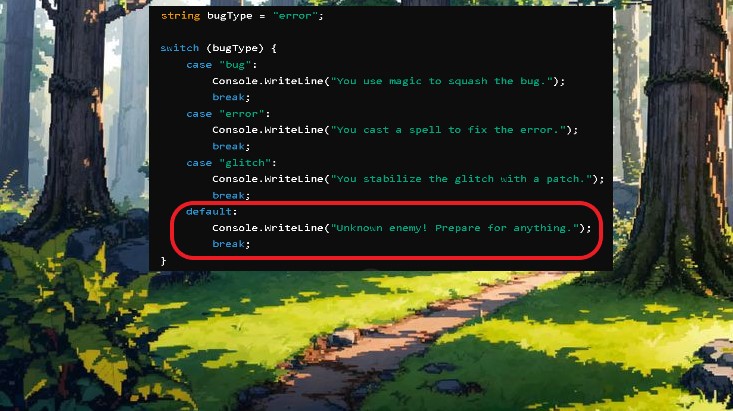 string bugType = "error";
switch (bugType) {
case "bug":
Console.WriteLine("You use magic to squash the bug.");
break;
case "error":
Console.WriteLine("You cast a spell to fix the error.");
break;
case "glitch":
Console.WriteLine("You stabilize the glitch with a patch.");
break;
default:
Console.WriteLine("Unknown enemy! Prepare for anything.");
break;
}